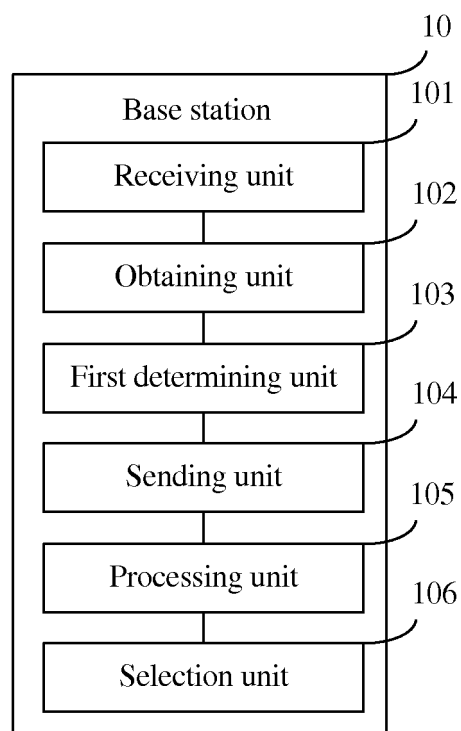 10
Base station
101
Receiving unit
102
Obtaining unit
103
First determining unit
104
Sending unit
105
Processing unit
106
Selection unit